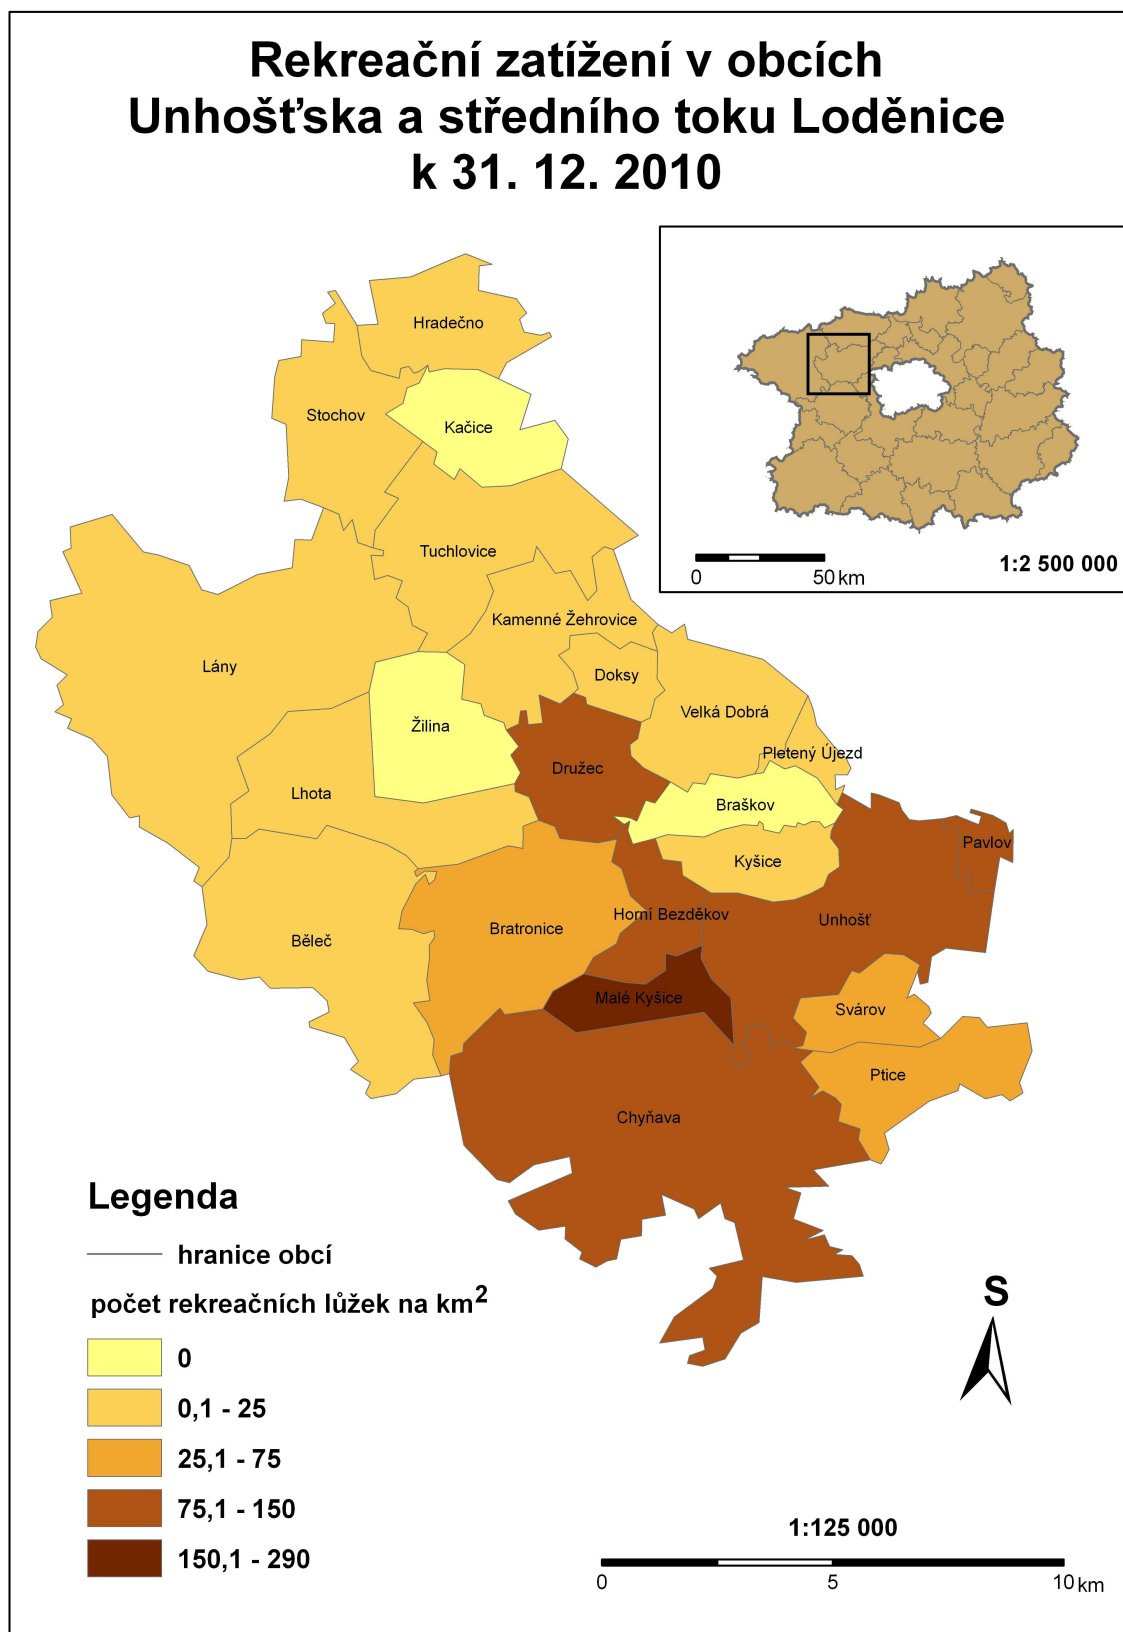 Rekreační zatížení v obcích
Unhošťska a středního toku Loděnice
k 31. 12. 2010
0
50 km
1:2 500 000
Hradečno
Stochov
Kačice
Tuchlovice
Kamenné Žehrovice
Lány
Doksy
Velká Dobrá
Žilina
Pletený Újezd
Družec
Lhota
Braškov
Pavlov
Kyšice
Horní Bezděkov
Unhošť
Bratronice
Běleč
Malé Kyšice
Svárov
Ptice
Chyňava
Legenda
hranice obcí
počet rekreačních lůžek na km²
0
0,1 - 25
25,1 - 75
75,1 - 150
150,1 - 290
S
1:125 000
0
5
10 km